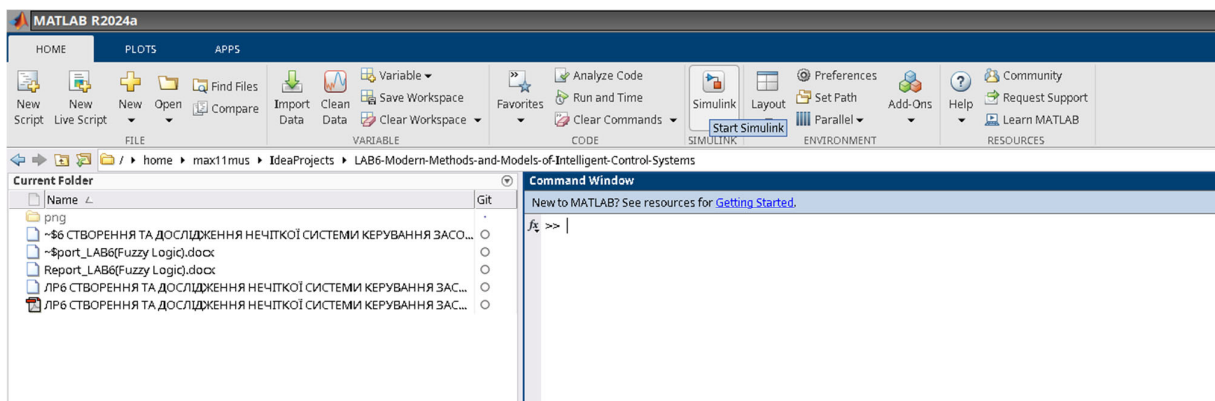 MATLAB R2024a
HOME PLOTS APPS
New Script
New Live Script
New
Open
Find Files
Compare
FILE
Import Data
Clean Data
Variable
Save Workspace
Clear Workspace
VARIABLE
Favorites
Analyze Code
Run and Time
Clear Commands
CODE
Simulink
Start Simulink
SIMULINK
Layout
Preferences
Set Path
Parallel
Add-Ons
ENVIRONMENT
Help
Community
Request Support
Learn MATLAB
RESOURCES
/ home max11mus IdeaProjects LAB6-Modern-Methods-and-Models-of-Intelligent-Control-Systems
Current Folder
Name Git
png
~$6 СТВОРЕННЯ ТА ДОСЛІДЖЕННЯ НЕЧІТКОЇ СИСТЕМИ КЕРУВАННЯ ЗАСО...
~$port_LAB6(Fuzzy Logic).docx
Report_LAB6(Fuzzy Logic).docx
ЛР6 СТВОРЕННЯ ТА ДОСЛІДЖЕННЯ НЕЧІТКОЇ СИСТЕМИ КЕРУВАННЯ ЗАС...
ЛР6 СТВОРЕННЯ ТА ДОСЛІДЖЕННЯ НЕЧІТКОЇ СИСТЕМИ КЕРУВАННЯ ЗАС...
Command Window
New to MATLAB? See resources for Getting Started.
fx >>